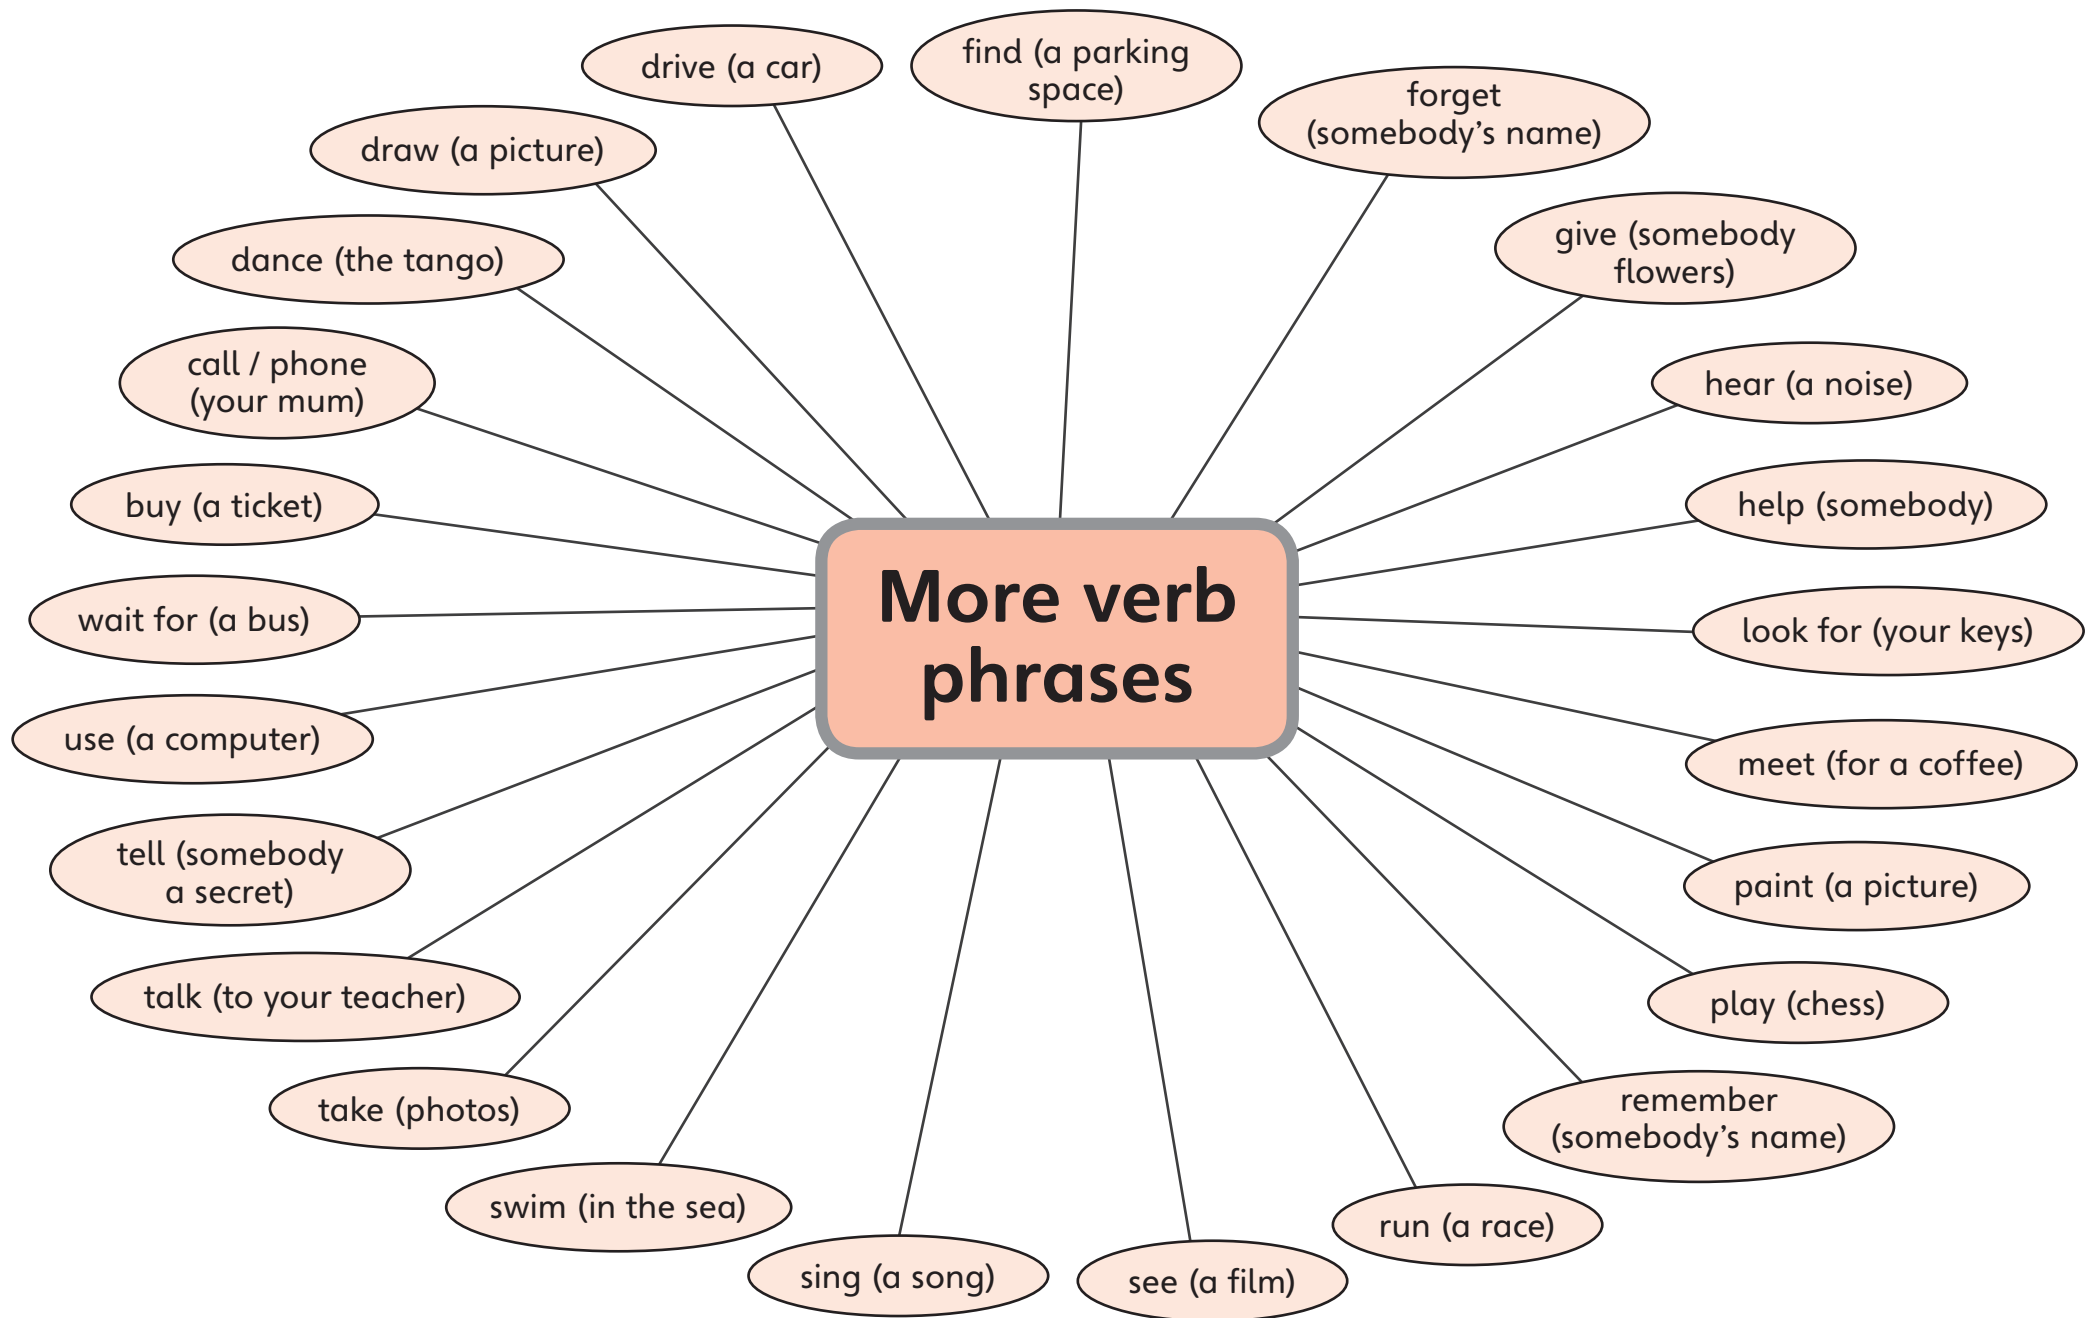 More verb
phrases
buy (a ticket)
call / phone
(your mum)
dance (the tango)
draw (a picture)
drive (a car)
find (a parking
space)
forget
(somebody’s name)
give (somebody
flowers)
hear (a noise)
help (somebody)
look for (your keys)
meet (for a coffee)
paint (a picture)
play (chess)
remember
(somebody’s name)
run (a race)
see (a film)
sing (a song)
swim (in the sea)
take (photos)
talk (to your teacher)
tell (somebody
a secret)
use (a computer)
wait for (a bus)